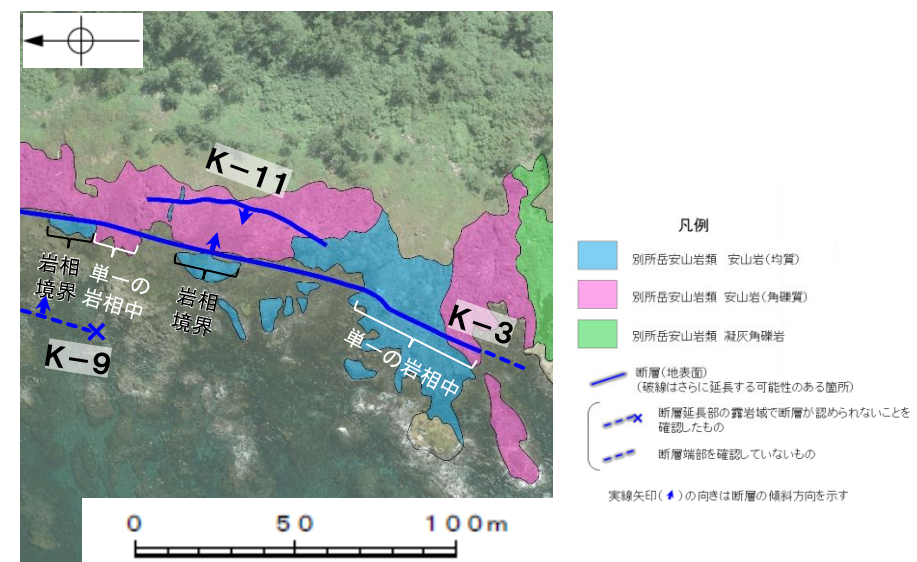 K－11
岩相
境界
単一の
岩相中
岩相
境界
K－9
K－3
単一の岩相中
0 50 100m
凡例
別所岳安山岩類 安山岩(均質)
別所岳安山岩類 安山岩(角礫質)
別所岳安山岩類 凝灰角礫岩
断層(地表面)
(破線はさらに延長する可能性のある箇所)
断層延長部の露岩域で断層が認められないことを
確認したもの
断層端部を確認していないもの
実線矢印( )の向きは断層の傾斜方向を示す